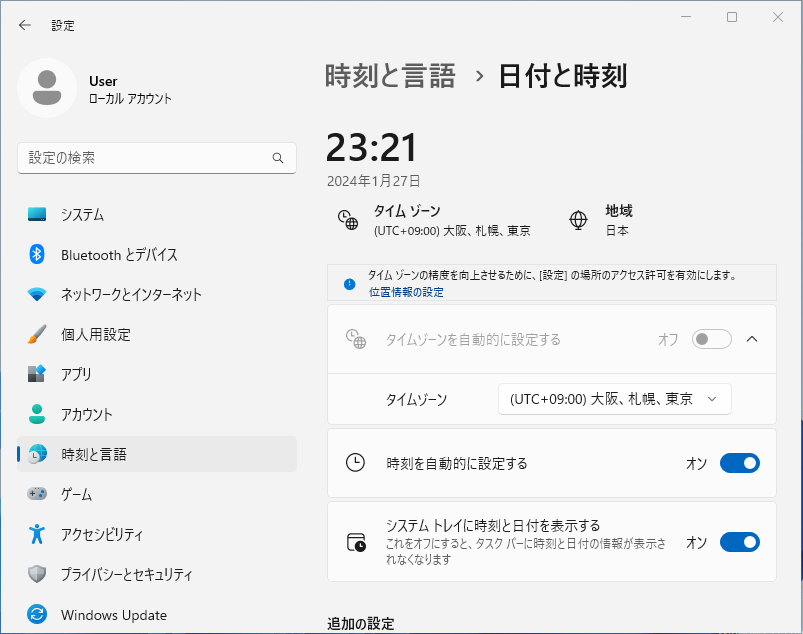 設定
User
ローカル アカウント
設定の検索
システム
Bluetooth とデバイス
ネットワークとインターネット
個人用設定
アプリ
アカウント
時刻と言語
ゲーム
アクセシビリティ
プライバシーとセキュリティ
Windows Update
時刻と言語 › 日付と時刻
23:21
2024年1月27日
タイム ゾーン
(UTC+09:00) 大阪、札幌、東京
地域
日本
タイム ゾーンの精度を向上させるために、[設定] の場所のアクセス許可を有効にします。
位置情報の設定
タイムゾーンを自動的に設定する オフ
タイムゾーン (UTC+09:00) 大阪、札幌、東京
時刻を自動的に設定する オン
システム トレイに時刻と日付を表示する
これをオフにすると、タスク バーに時刻と日付の情報が表示さ
れなくなります
オン
追加の設定